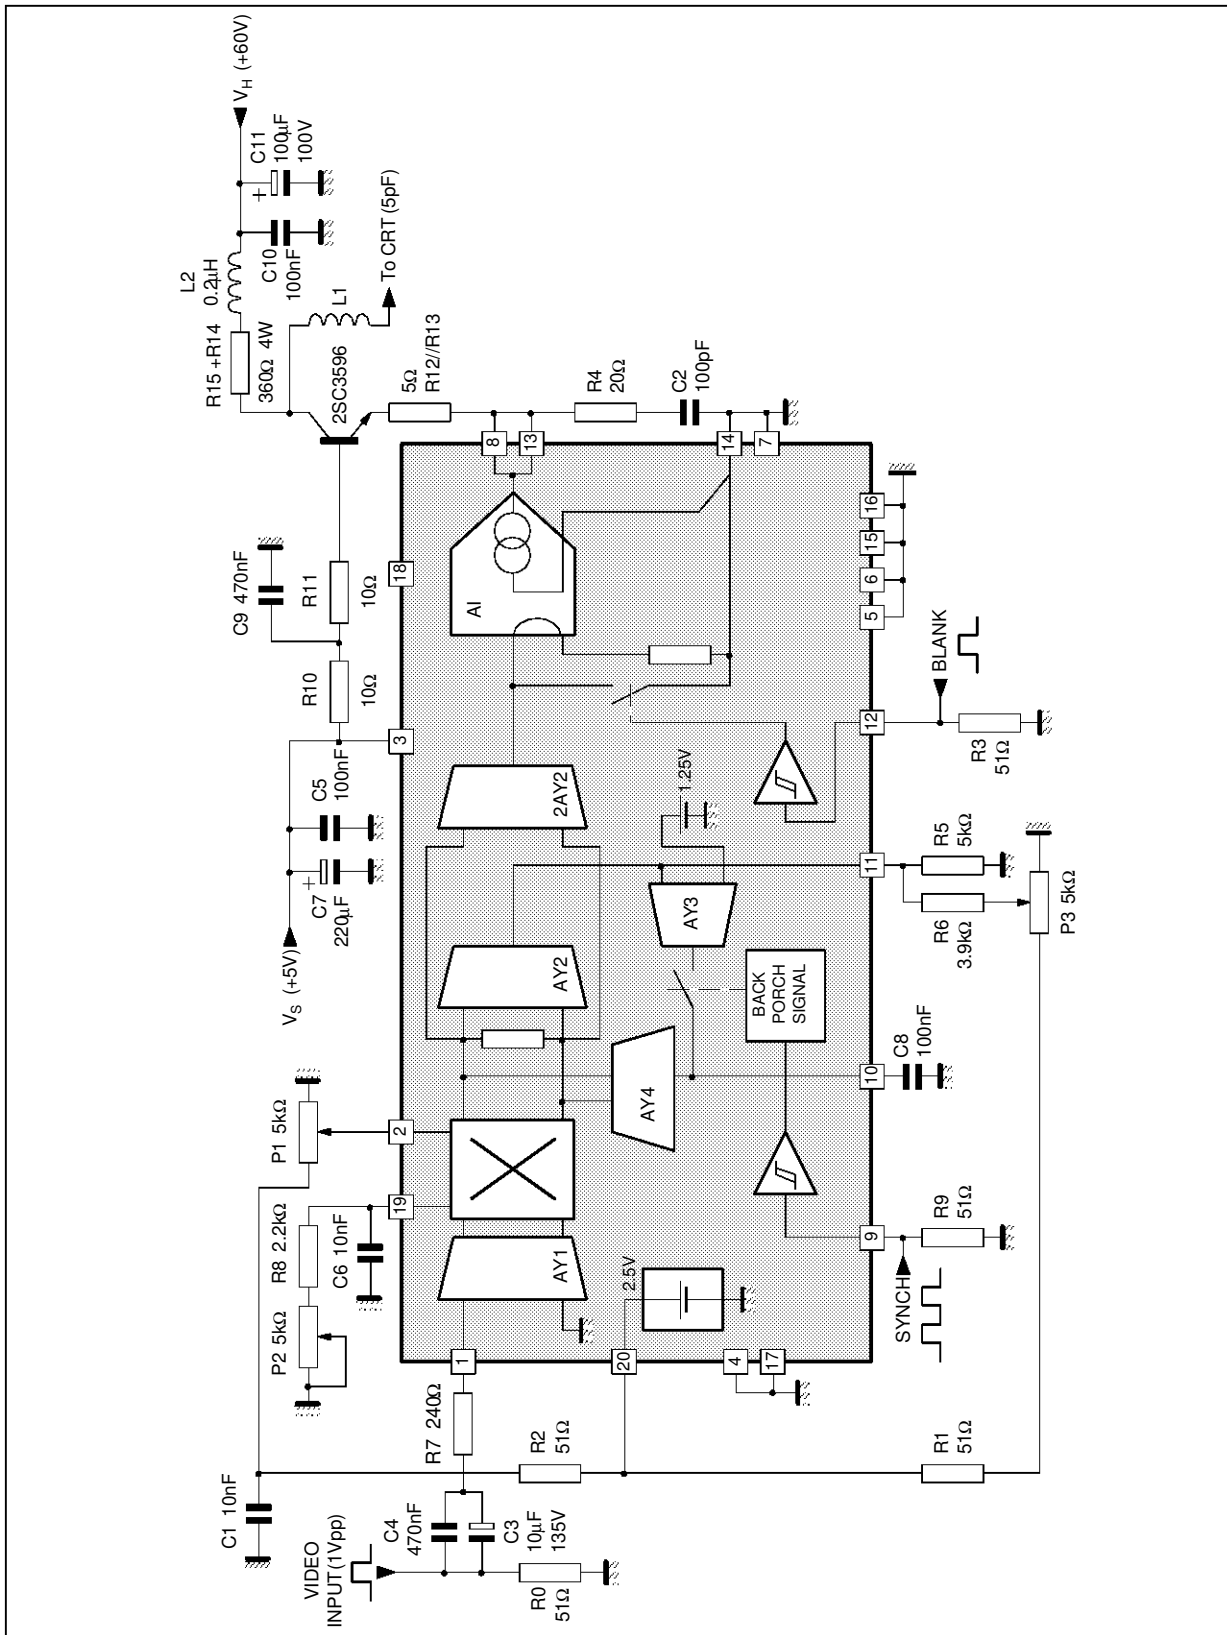 VH (+60V)
C11
100µF
100V
+
C10
100nF
L2
0.2µH
L1
To CRT (5pF)
R15 +R14
360Ω 4W
2SC3596
5Ω
R12//R13
R4
20Ω
C2
100pF
8
13
14
7
C9 470nF
R11
10Ω
R10
10Ω
18
AI
16
15
6
5
BLANK
3
12
R3
51Ω
C5
100nF
+
C7
220µF
VS (+5V)
2AY2
1.25V
AY3
11
R5
5kΩ
R6
3.9kΩ
P3 5kΩ
AY2
BACK
PORCH
SIGNAL
10
C8
100nF
P1 5kΩ
2
AY4
R8 2.2kΩ
C6 10nF
19
P2 5kΩ
AY1
2.5V
9
R9
51Ω
SYNCH
1
20
4
17
R7 240Ω
R2
51Ω
R1
51Ω
C1 10nF
C4
470nF
C3
10µF
135V
VIDEO
INPUT(1Vpp)
R0
51Ω